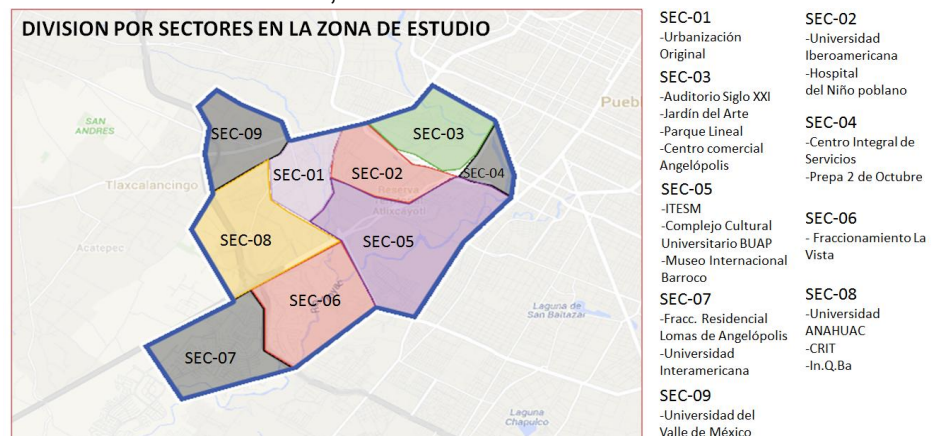 DIVISION POR SECTORES EN LA ZONA DE ESTUDIO
Puebl
SAN
ANDRES
Tlaxcalancingo
Acatepec
SEC-09
SEC-03
SEC-01
SEC-02
SEC-04
Reserva
Atlixcáyotl
SEC-08
SEC-05
SEC-06
SEC-07
Laguna de
San Baltazar
Laguna
Chapulco
SEC-01
-Urbanización
Original
SEC-03
-Auditorio Siglo XXI
-Jardín del Arte
-Parque Lineal
-Centro comercial
Angelópolis
SEC-05
-ITESM
-Complejo Cultural
Universitario BUAP
-Museo Internacional
Barroco
SEC-07
-Fracc. Residencial
Lomas de Angelópolis
-Universidad
Interamericana
SEC-09
-Universidad del
Valle de México
SEC-02
-Universidad
Iberoamericana
-Hospital
del Niño poblano
SEC-04
-Centro Integral de
Servicios
-Prepa 2 de Octubre
SEC-06
- Fraccionamiento La
Vista
SEC-08
-Universidad
ANAHUAC
-CRIT
-In.Q.Ba